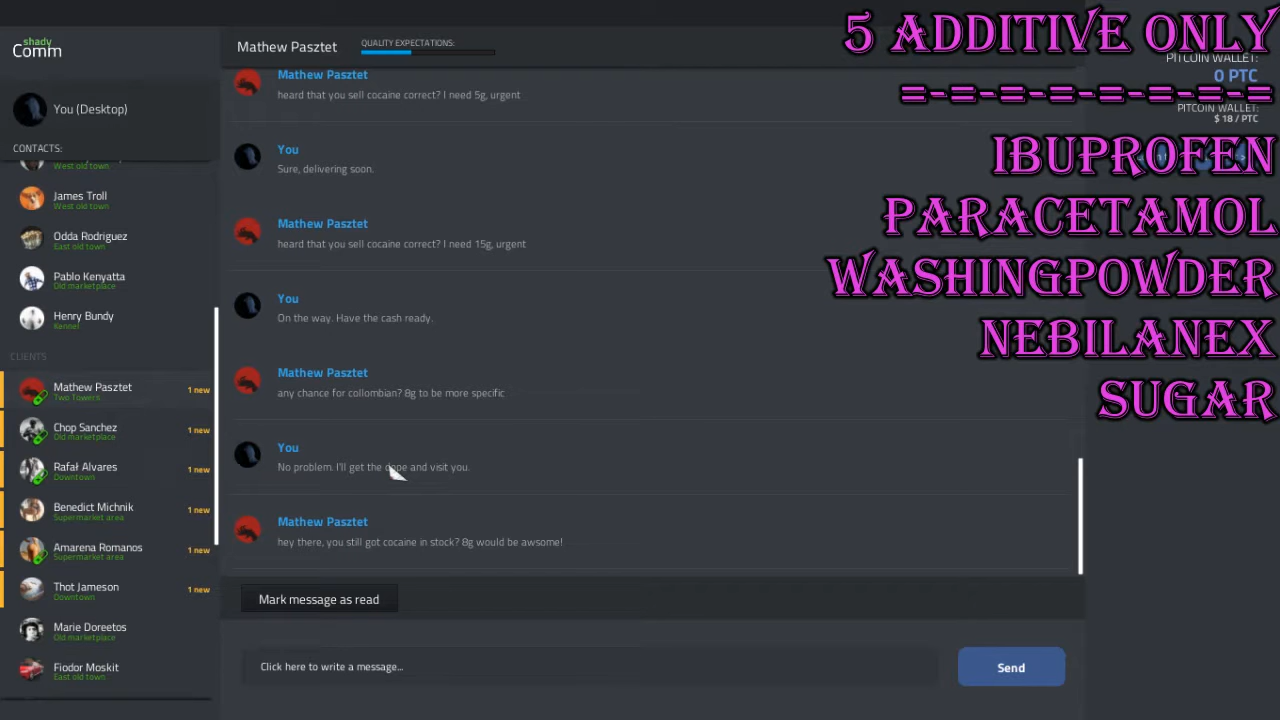 shady
Comm
You (Desktop)
CONTACTS:
West old town
James Troll
West old town
Odda Rodriguez
East old town
Pablo Kenyatta
Old marketplace
Henry Bundy
Kennel
CLIENTS
Mathew Pasztet
Two Towers
1 new
Chop Sanchez
Old marketplace
1 new
Rafał Alvares
Downtown
1 new
Benedict Michnik
Supermarket area
1 new
Amarena Romanos
Supermarket area
1 new
Thot Jameson
Downtown
1 new
Marie Doreetos
Old marketplace
Fiodor Moskit
East old town
Mathew Pasztet
QUALITY EXPECTATIONS:
Mathew Pasztet
heard that you sell cocaine correct? I need 5g, urgent
You
Sure, delivering soon.
Mathew Pasztet
heard that you sell cocaine correct? I need 15g, urgent
You
On the way. Have the cash ready.
Mathew Pasztet
any chance for collombian? 8g to be more specific
You
No problem. I'll get the dope and visit you.
Mathew Pasztet
hey there, you still got cocaine in stock? 8g would be awsome!
Mark message as read
Click here to write a message...
Send
5 ADDITIVE ONLY
PITCOIN WALLET:
0 PTC
=-=-=-=-=-=-=-=
PITCOIN WALLET:
$ 18 / PTC
IBUPROFEN
PARACETAMOL
WASHINGPOWDER
NEBILANEX
SUGAR